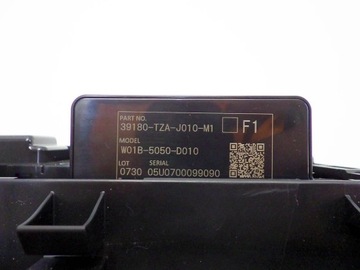 PART NO.
39180-TZA-J010-M1
F1
MODEL
W01B-5050-D010
LOT SERIAL
0730 05U0700099090